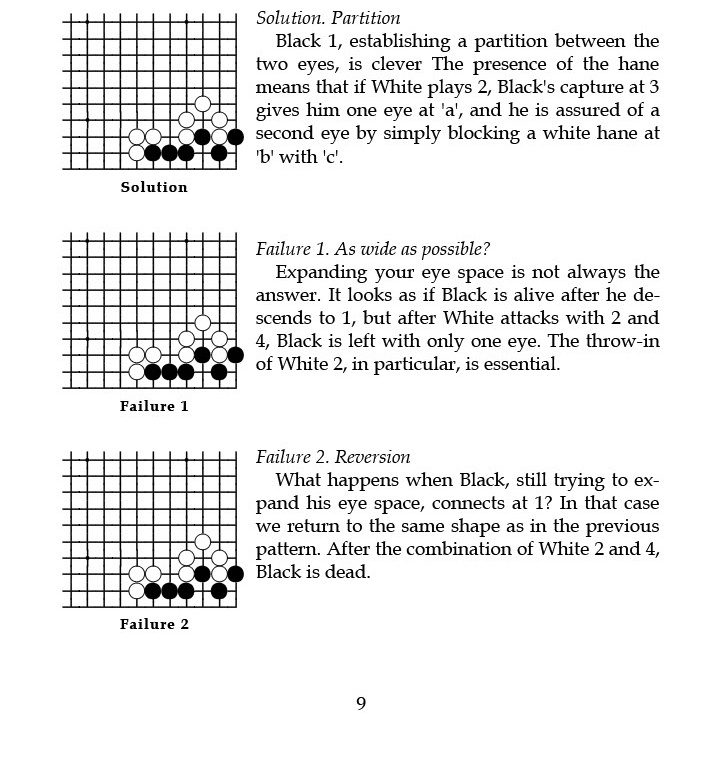 Solution. Partition
Black 1, establishing a partition between the
two eyes, is clever The presence of the hane
means that if White plays 2, Black's capture at 3
gives him one eye at 'a', and he is assured of a
second eye by simply blocking a white hane at
'b' with 'c'.
Solution
Failure 1. As wide as possible?
Expanding your eye space is not always the
answer. It looks as if Black is alive after he de-
scends to 1, but after White attacks with 2 and
4, Black is left with only one eye. The throw-in
of White 2, in particular, is essential.
Failure 1
Failure 2. Reversion
What happens when Black, still trying to ex-
pand his eye space, connects at 1? In that case
we return to the same shape as in the previous
pattern. After the combination of White 2 and 4,
Black is dead.
Failure 2
9